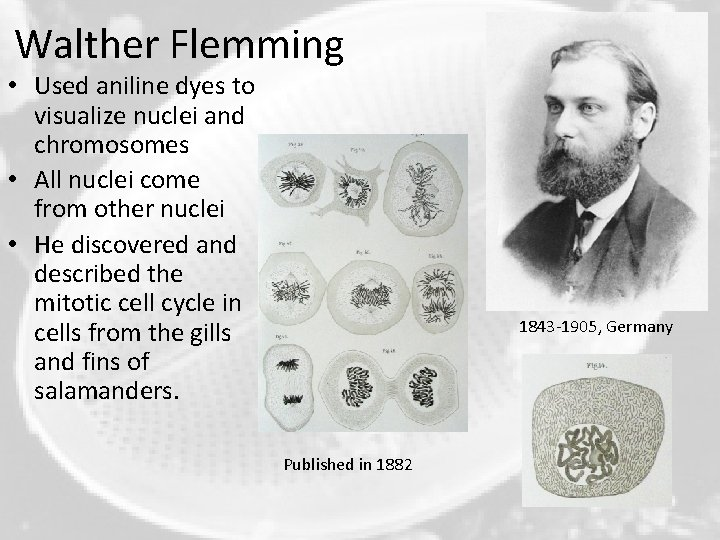 Walther Flemming
• Used aniline dyes to
visualize nuclei and
chromosomes
• All nuclei come
from other nuclei
• He discovered and
described the
mitotic cell cycle in
cells from the gills
and fins of
salamanders.
1843-1905, Germany
Published in 1882